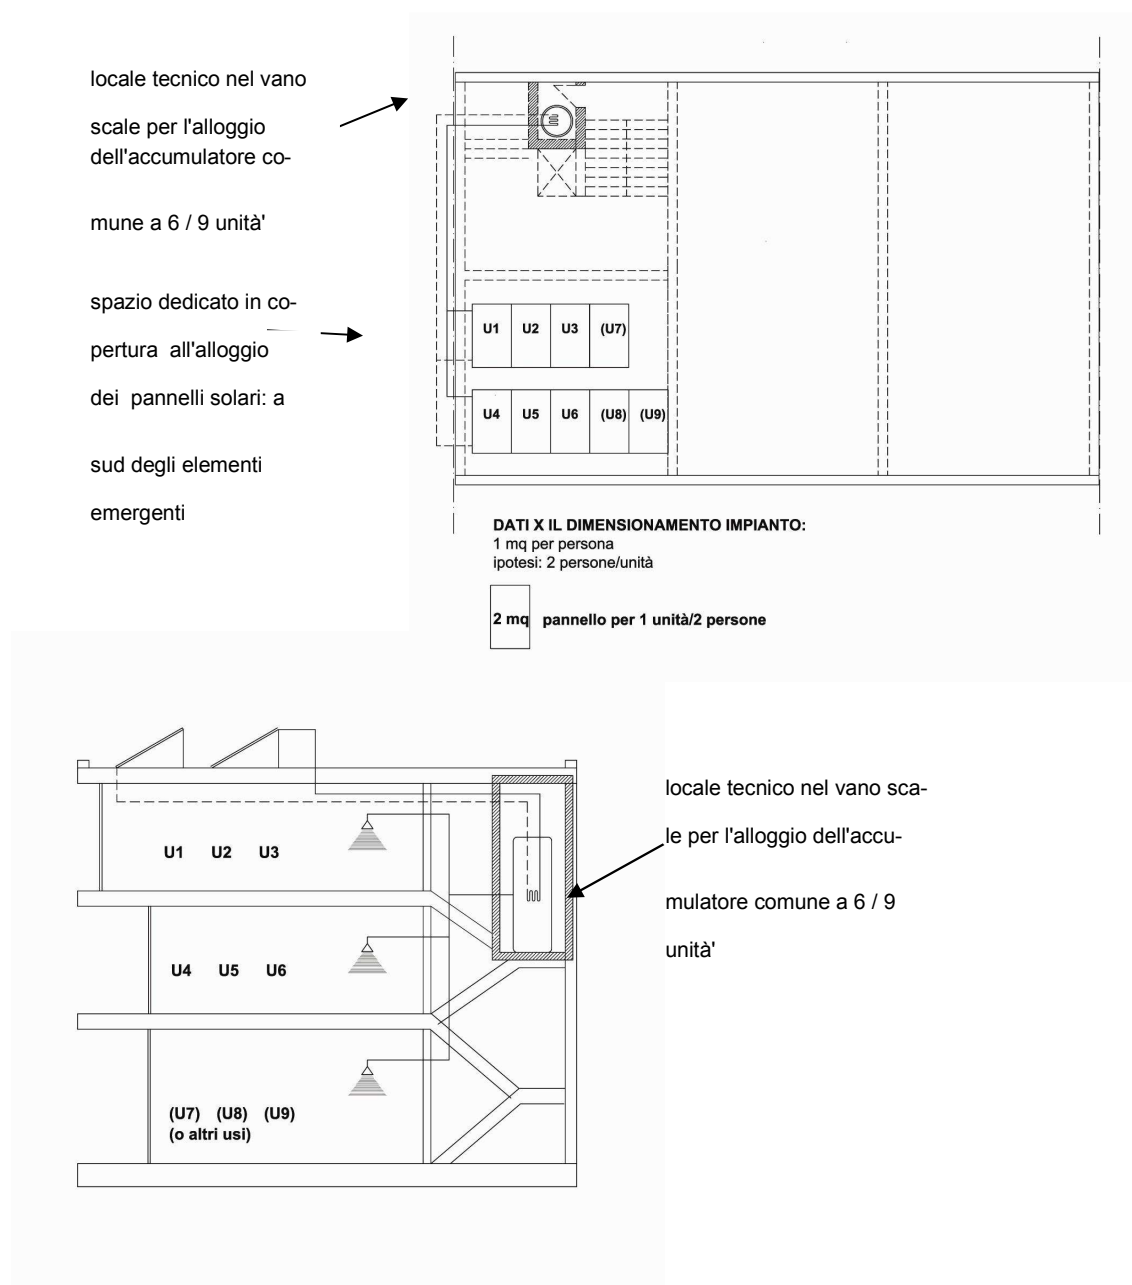 locale tecnico nel vano
scale per l'alloggio
dell'accumulatore co-
mune a 6 / 9 unità'
spazio dedicato in co-
pertura all'alloggio
dei pannelli solari: a
sud degli elementi
emergenti
U1 U2 U3 (U7)
U4 U5 U6 (U8) (U9)
DATI X IL DIMENSIONAMENTO IMPIANTO:
1 mq per persona
ipotesi: 2 persone/unità
2 mq pannello per 1 unità/2 persone
locale tecnico nel vano sca-
le per l'alloggio dell'accu-
mulatore comune a 6 / 9
unità'
U1 U2 U3
U4 U5 U6
(U7) (U8) (U9)
(o altri usi)